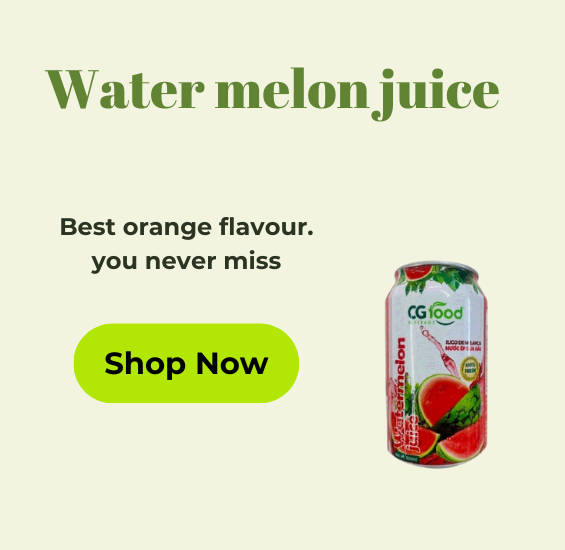 Water melon juice
Best orange flavour.
you never miss
Shop Now
CG food
Watermelon
juice